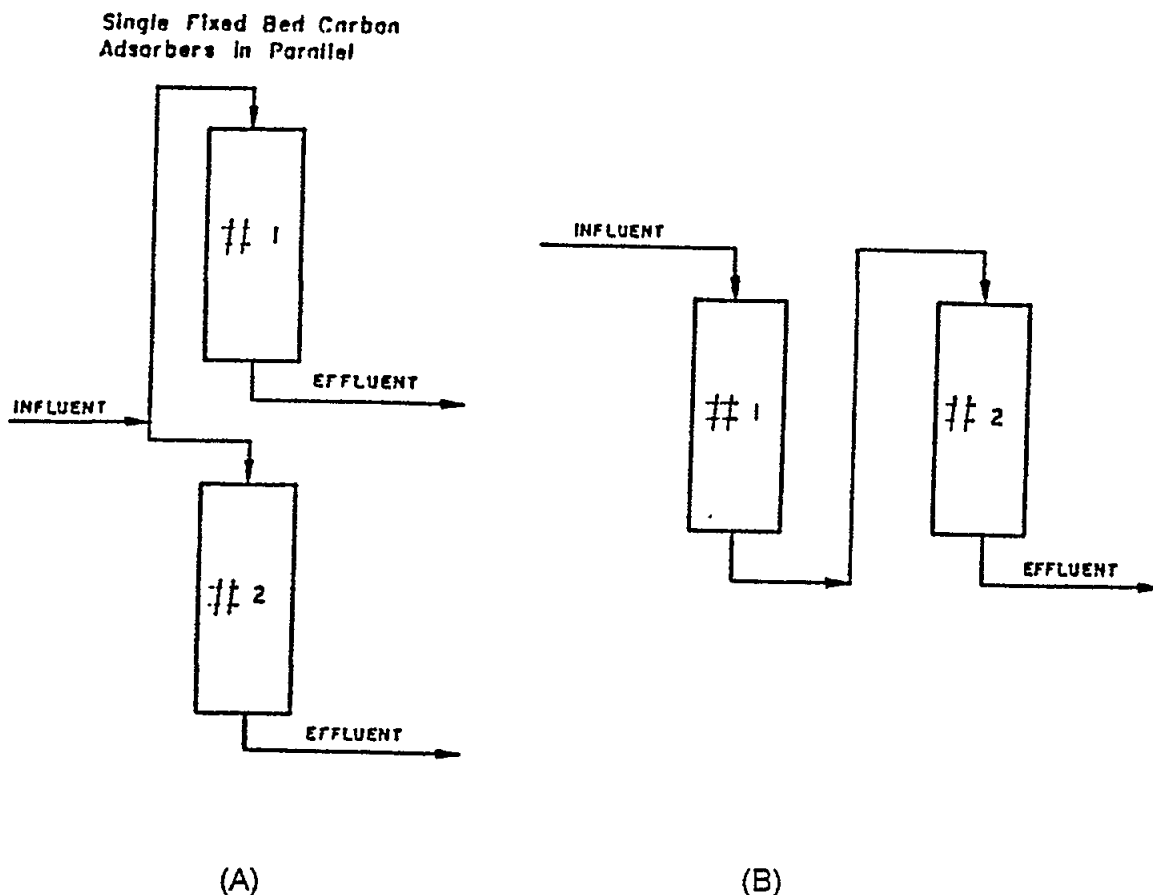 Single Fixed Bed Carbon
Adsorbers in Parallel
# 1
EFFLUENT
INFLUENT
# 2
EFFLUENT
INFLUENT
# 1
# 2
EFFLUENT
(A)
(B)